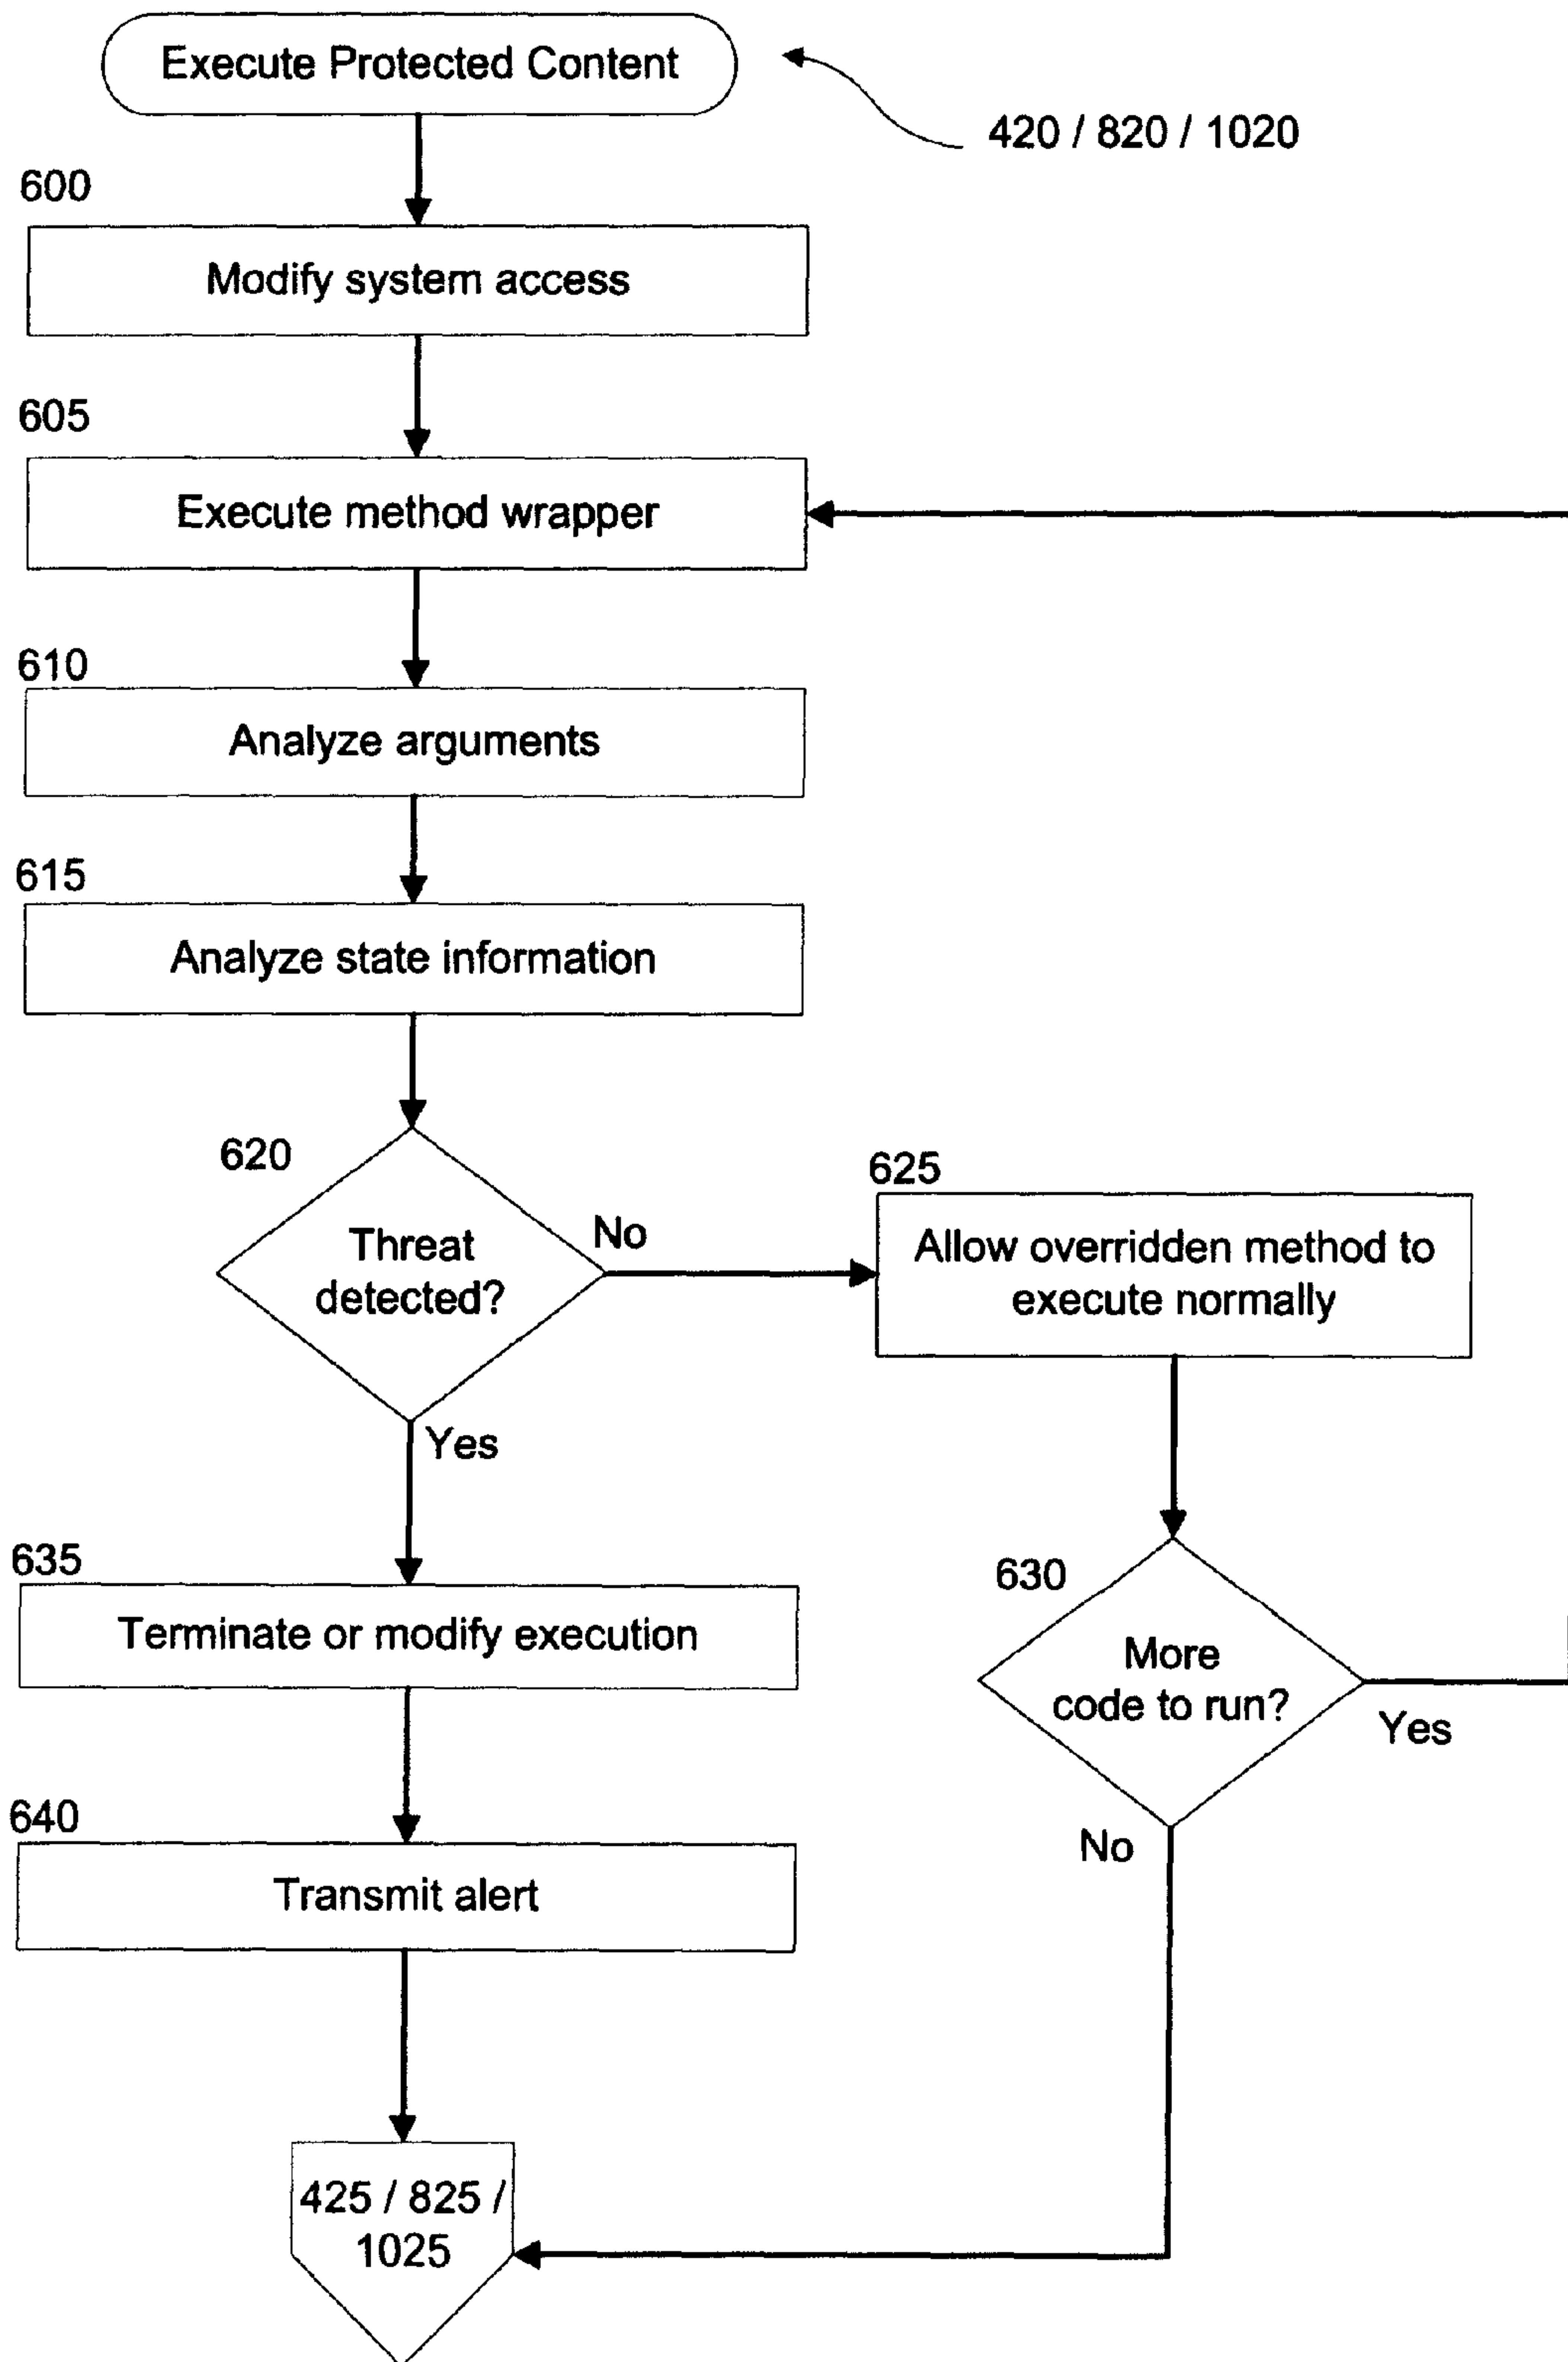 Execute Protected Content
420 / 820 / 1020
600
Modify system access
605
Execute method wrapper
610
Analyze arguments
615
Analyze state information
620
Threat
detected?
No
Yes
625
Allow overridden method to
execute normally
630
More
code to run?
Yes
No
635
Terminate or modify execution
640
Transmit alert
425 / 825 /
1025